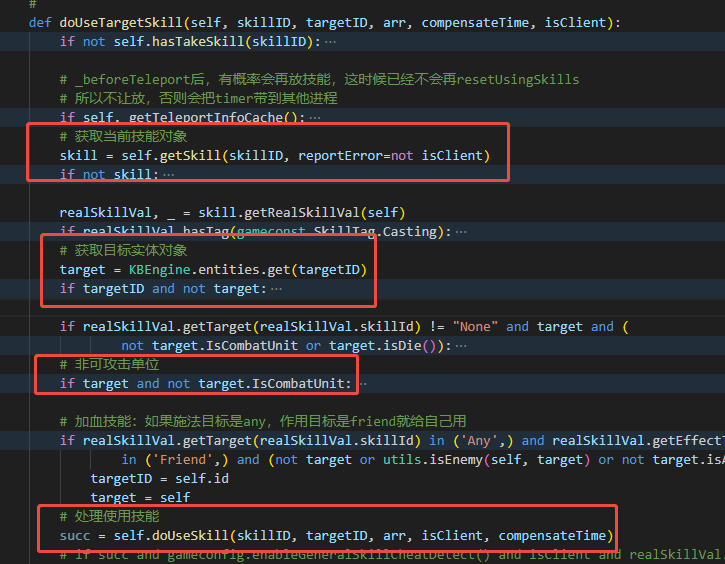 #
def doUseTargetSkill(self, skillID, targetID, arr, compensateTime, isClient):
if not self.hasTakeSkill(skillID): ···
# _beforeTeleport后，有概率会再放技能，这时候已经不会再resetUsingSkills
# 所以不让放，否则会把timer带到其他进程
if self._getTeleportInfoCache(): ···
# 获取当前技能对象
skill = self.getSkill(skillID, reportError=not isClient)
if not skill: ···
realSkillVal, _ = skill.getRealSkillVal(self)
if realSkillVal.hasTag(gameconst.SkillTag.Casting): ···
# 获取目标实体对象
target = KBEngine.entities.get(targetID)
if targetID and not target: ···
if realSkillVal.getTarget(realSkillVal.skillId) != "None" and target and (
not target.IsCombatUnit or target.isDie()): ···
# 非可攻击单位
if target and not target.IsCombatUnit: ···
# 加血技能：如果施法目标是any，作用目标是friend就给自己用
if realSkillVal.getTarget(realSkillVal.skillId) in ('Any',) and realSkillVal.getEffect
in ('Friend',) and (not target or utils.isEnemy(self, target) or not target.is
targetID = self.id
target = self
# 处理使用技能
succ = self.doUseSkill(skillID, targetID, arr, isClient, compensateTime)
# if succ and gameconfig.enableGeneralSkillCheatDetect() and isClient and realSkillVal.